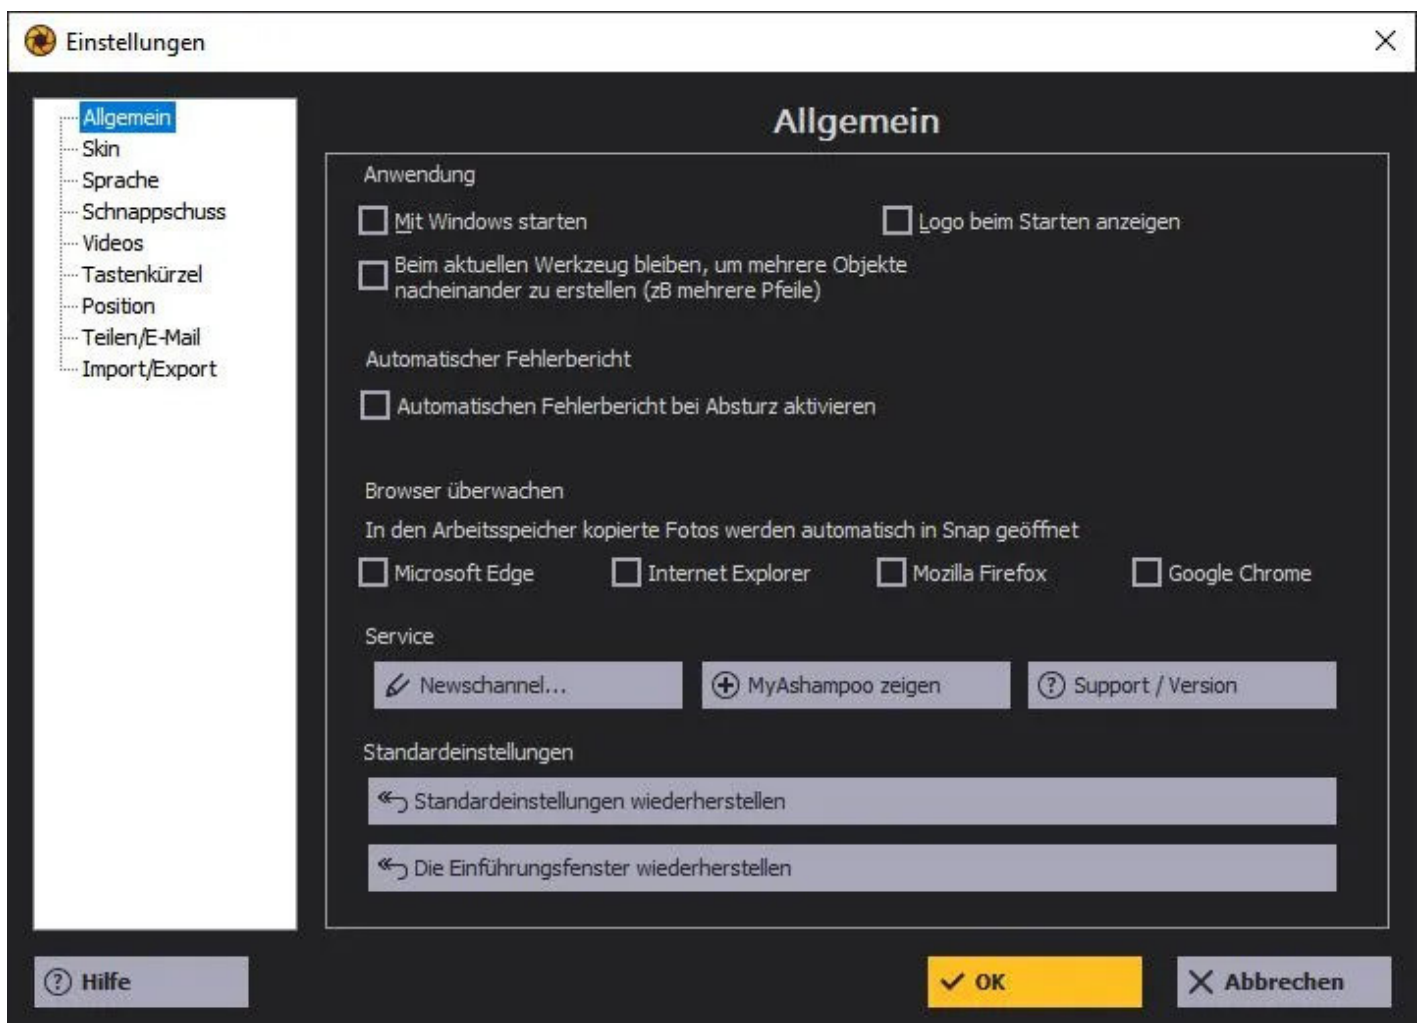 Einstellungen
Allgemein
Skin
Sprache
Schnappschuss
Videos
Tastenkürzel
Position
Teilen/E-Mail
Import/Export
Allgemein
Anwendung
Mit Windows starten
Logo beim Starten anzeigen
Beim aktuellen Werkzeug bleiben, um mehrere Objekte
nacheinander zu erstellen (zB mehrere Pfeile)
Automatischer Fehlerbericht
Automatischen Fehlerbericht bei Absturz aktivieren
Browser überwachen
In den Arbeitsspeicher kopierte Fotos werden automatisch in Snap geöffnet
Microsoft Edge
Internet Explorer
Mozilla Firefox
Google Chrome
Service
Newschannel...
MyAshampoo zeigen
Support / Version
Standardeinstellungen
Standardeinstellungen wiederherstellen
Die Einführungsfenster wiederherstellen
Hilfe
OK
Abbrechen